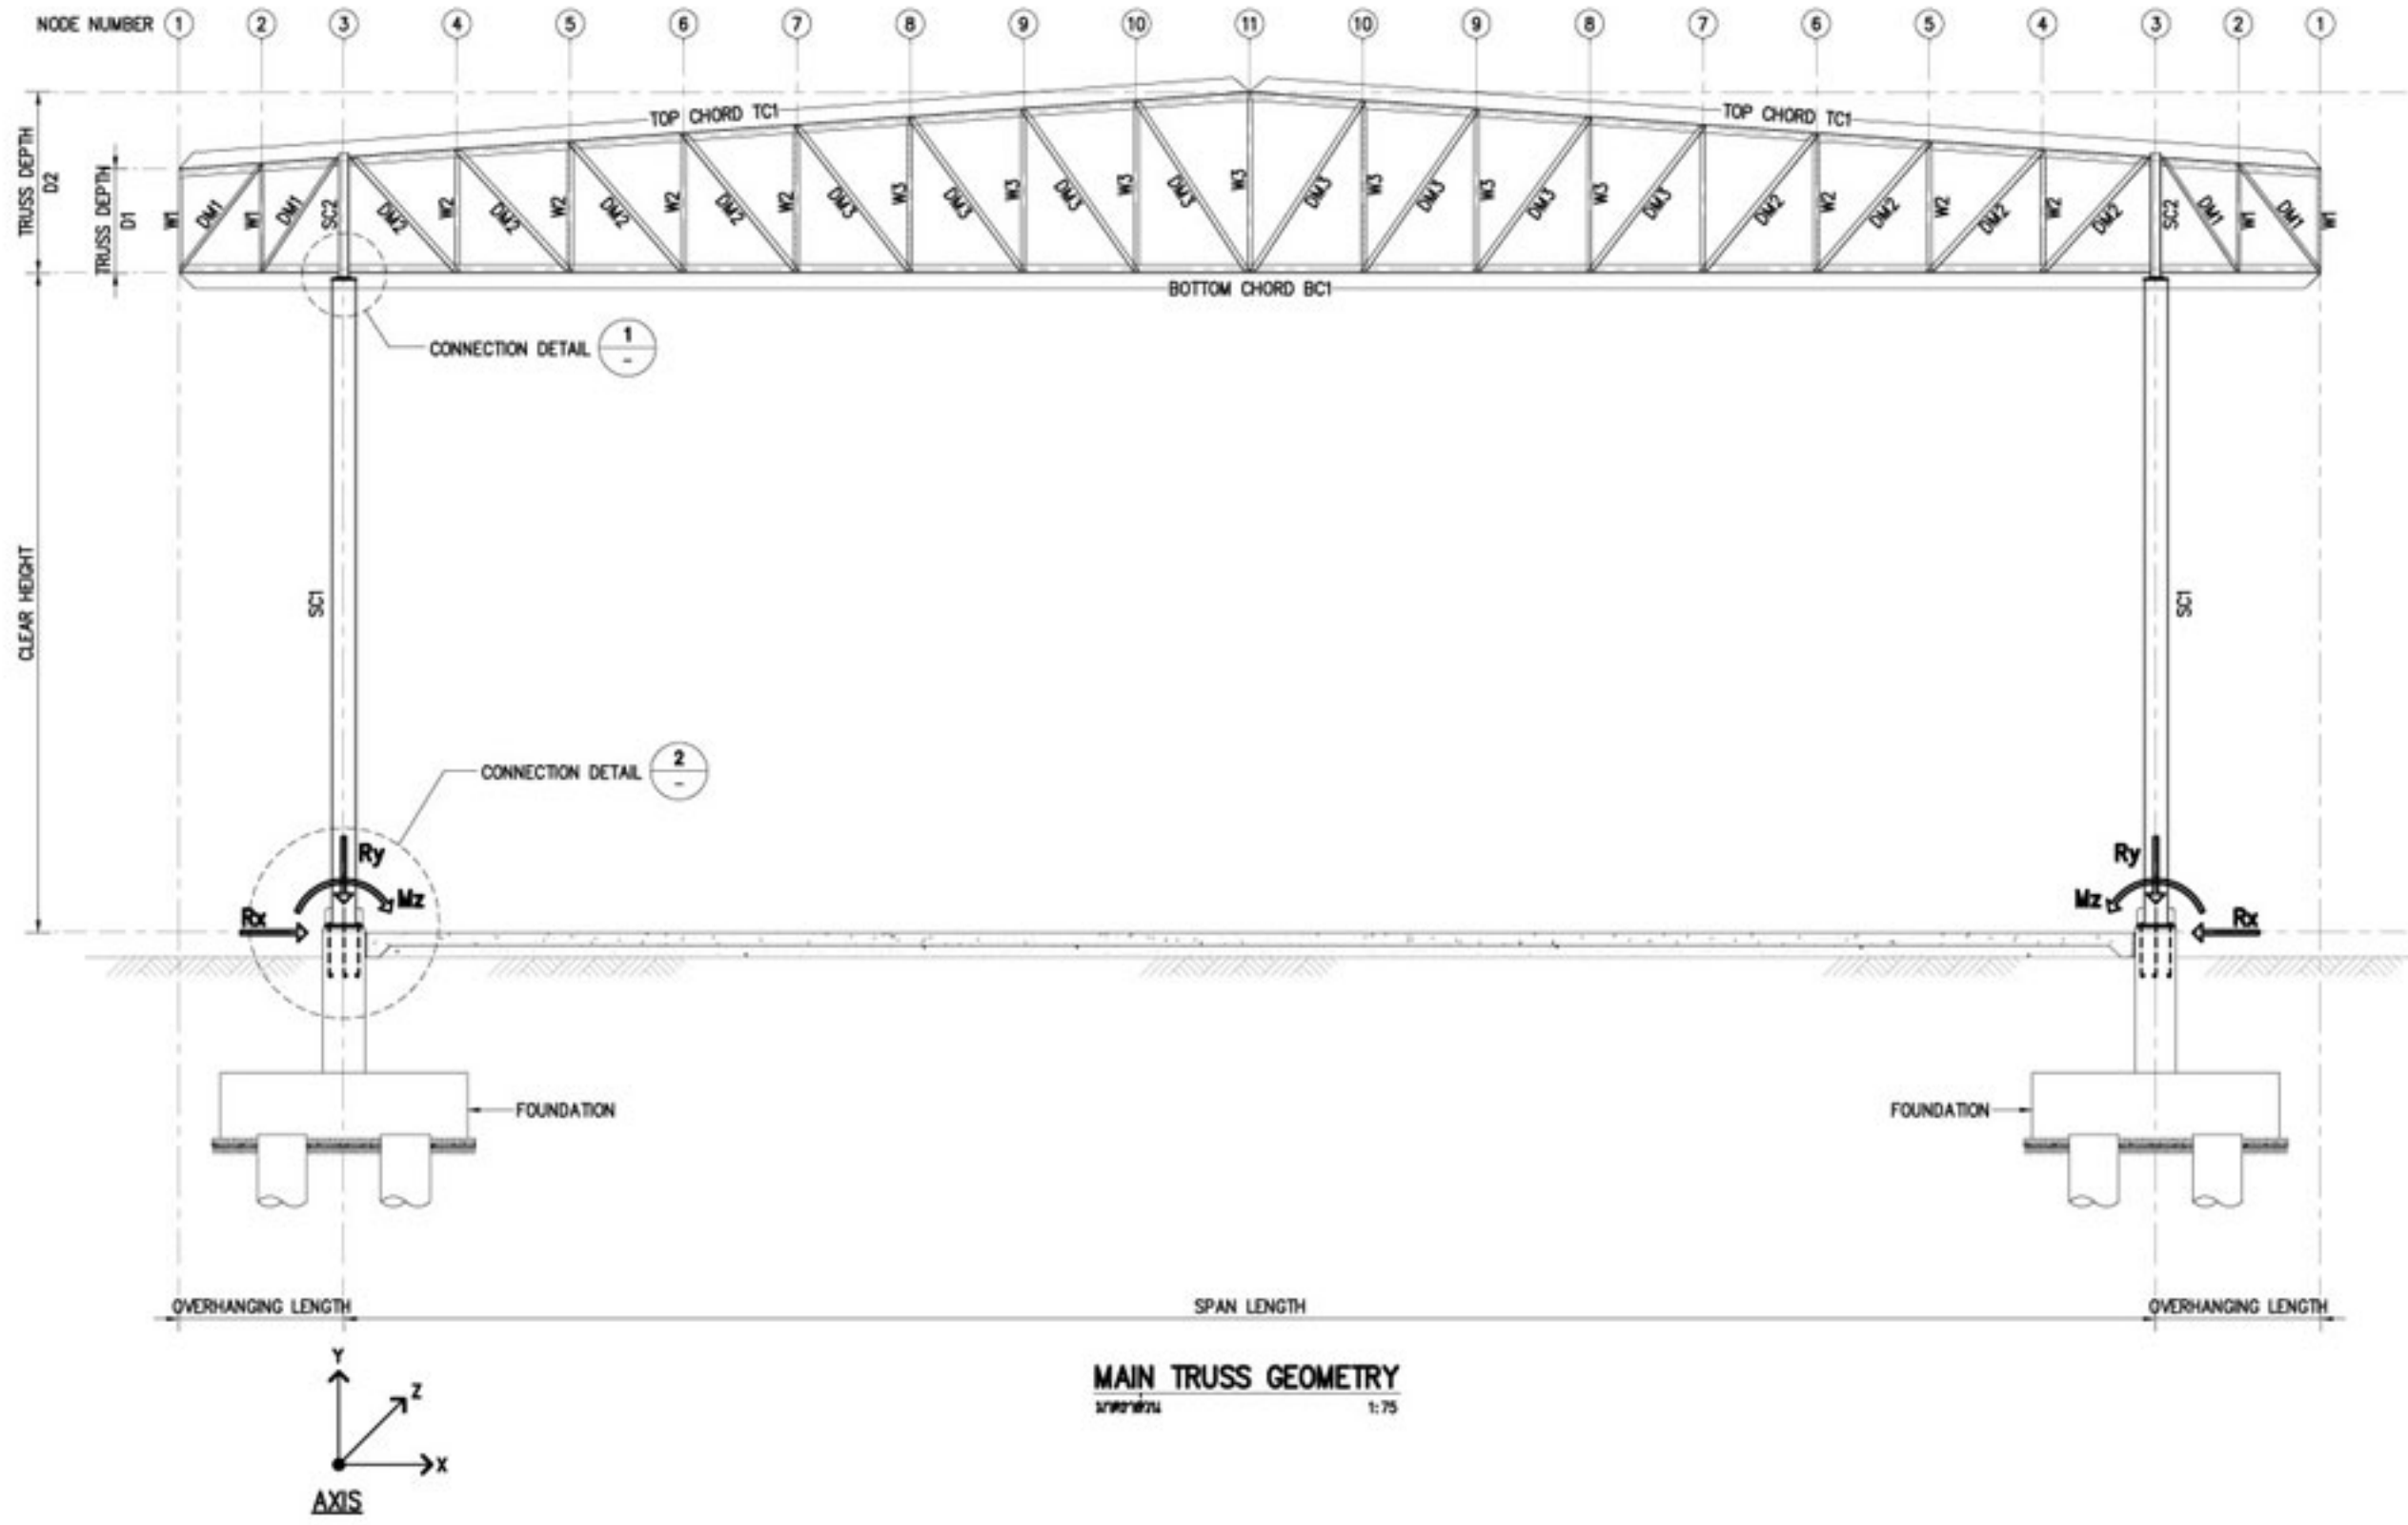 NODE NUMBER 1 2 3 4 5 6 7 8 9 10 11 10 9 8 7 6 5 4 3 2 1
TOP CHORD TC1 TOP CHORD TC1
TRUSS DEPTH
D2
TRUSS DEPTH
D1
W1 DM1 W1 DM1 SC2 DM2 W2 DM2 W2 DM2 W2 DM2 W2 DM3 W3 DM3 W3 DM3 W3 DM3 W3 DM3 W3 DM3 W3 DM3 W3 DM3 DM2 W2 DM2 W2 DM2 W2 DM2 SC2 DM1 W1 DM1 W1
BOTTOM CHORD BC1
CONNECTION DETAIL 1
-
CLEAR HEIGHT
SC1 SC1
CONNECTION DETAIL 2
-
Ry Ry
Mz Mz
Rx Rx
FOUNDATION FOUNDATION
OVERHANGING LENGTH SPAN LENGTH OVERHANGING LENGTH
MAIN TRUSS GEOMETRY
1:75
Y
Z
X
AXIS